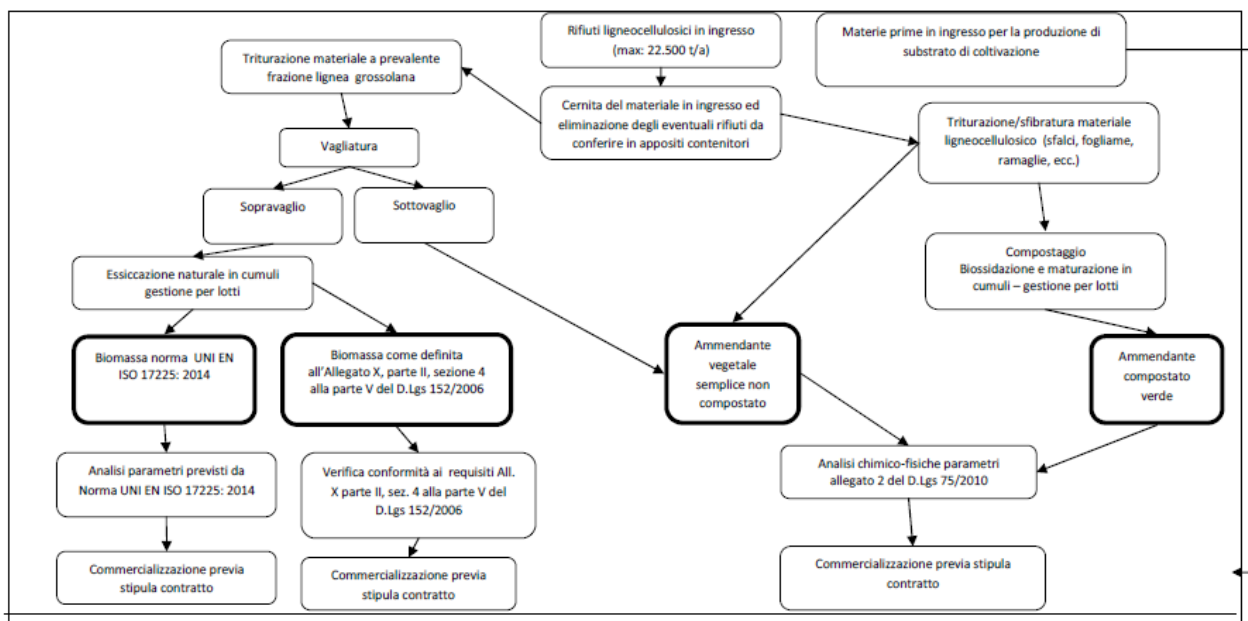 Rifiuti ligneocellulosici in ingresso
(max: 22.500 t/a)
Materie prime in ingresso per la produzione di
substrato di coltivazione
Triturazione materiale a prevalente
frazione lignea grossolana
Cernita del materiale in ingresso ed
eliminazione degli eventuali rifiuti da
conferire in appositi contenitori
Triturazione/sfibratura materiale
ligneocellulosico (sfalci, fogliame,
ramaglie, ecc.)
Vagliatura
Sopravaglio
Sottovaglio
Essiccazione naturale in cumuli
gestione per lotti
Compostaggio
Biossidazione e maturazione in
cumuli – gestione per lotti
Biomassa norma UNI EN
ISO 17225: 2014
Biomassa come definita
all'Allegato X, parte II, sezione 4
alla parte V del D.Lgs 152/2006
Ammendante
vegetale
semplice non
compostato
Ammendante
compostato
verde
Analisi parametri previsti da
Norma UNI EN ISO 17225: 2014
Verifica conformità ai requisiti All.
X parte II, sez. 4 alla parte V del
D.Lgs 152/2006
Analisi chimico-fisiche parametri
allegato 2 del D.Lgs 75/2010
Commercializzazione previa
stipula contratto
Commercializzazione previa
stipula contratto
Commercializzazione previa stipula
contratto